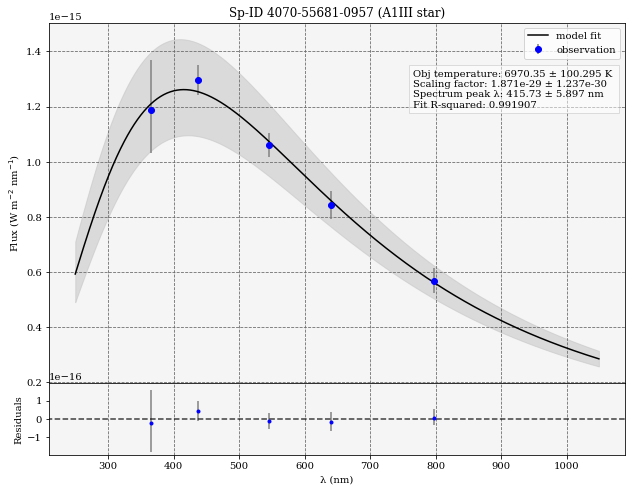 Sp-ID 4070-55681-0957 (A1III star)
1e−15
model fit
observation
Obj temperature: 6970.35 ± 100.295 K
Scaling factor: 1.871e-29 ± 1.237e-30
Spectrum peak λ: 415.73 ± 5.897 nm
Fit R-squared: 0.991907
Flux (W m⁻² nm⁻¹)
1.4
1.2
1.0
0.8
0.6
0.4
0.2
1e−16
Residuals
1
0
−1
300 400 500 600 700 800 900 1000
λ (nm)